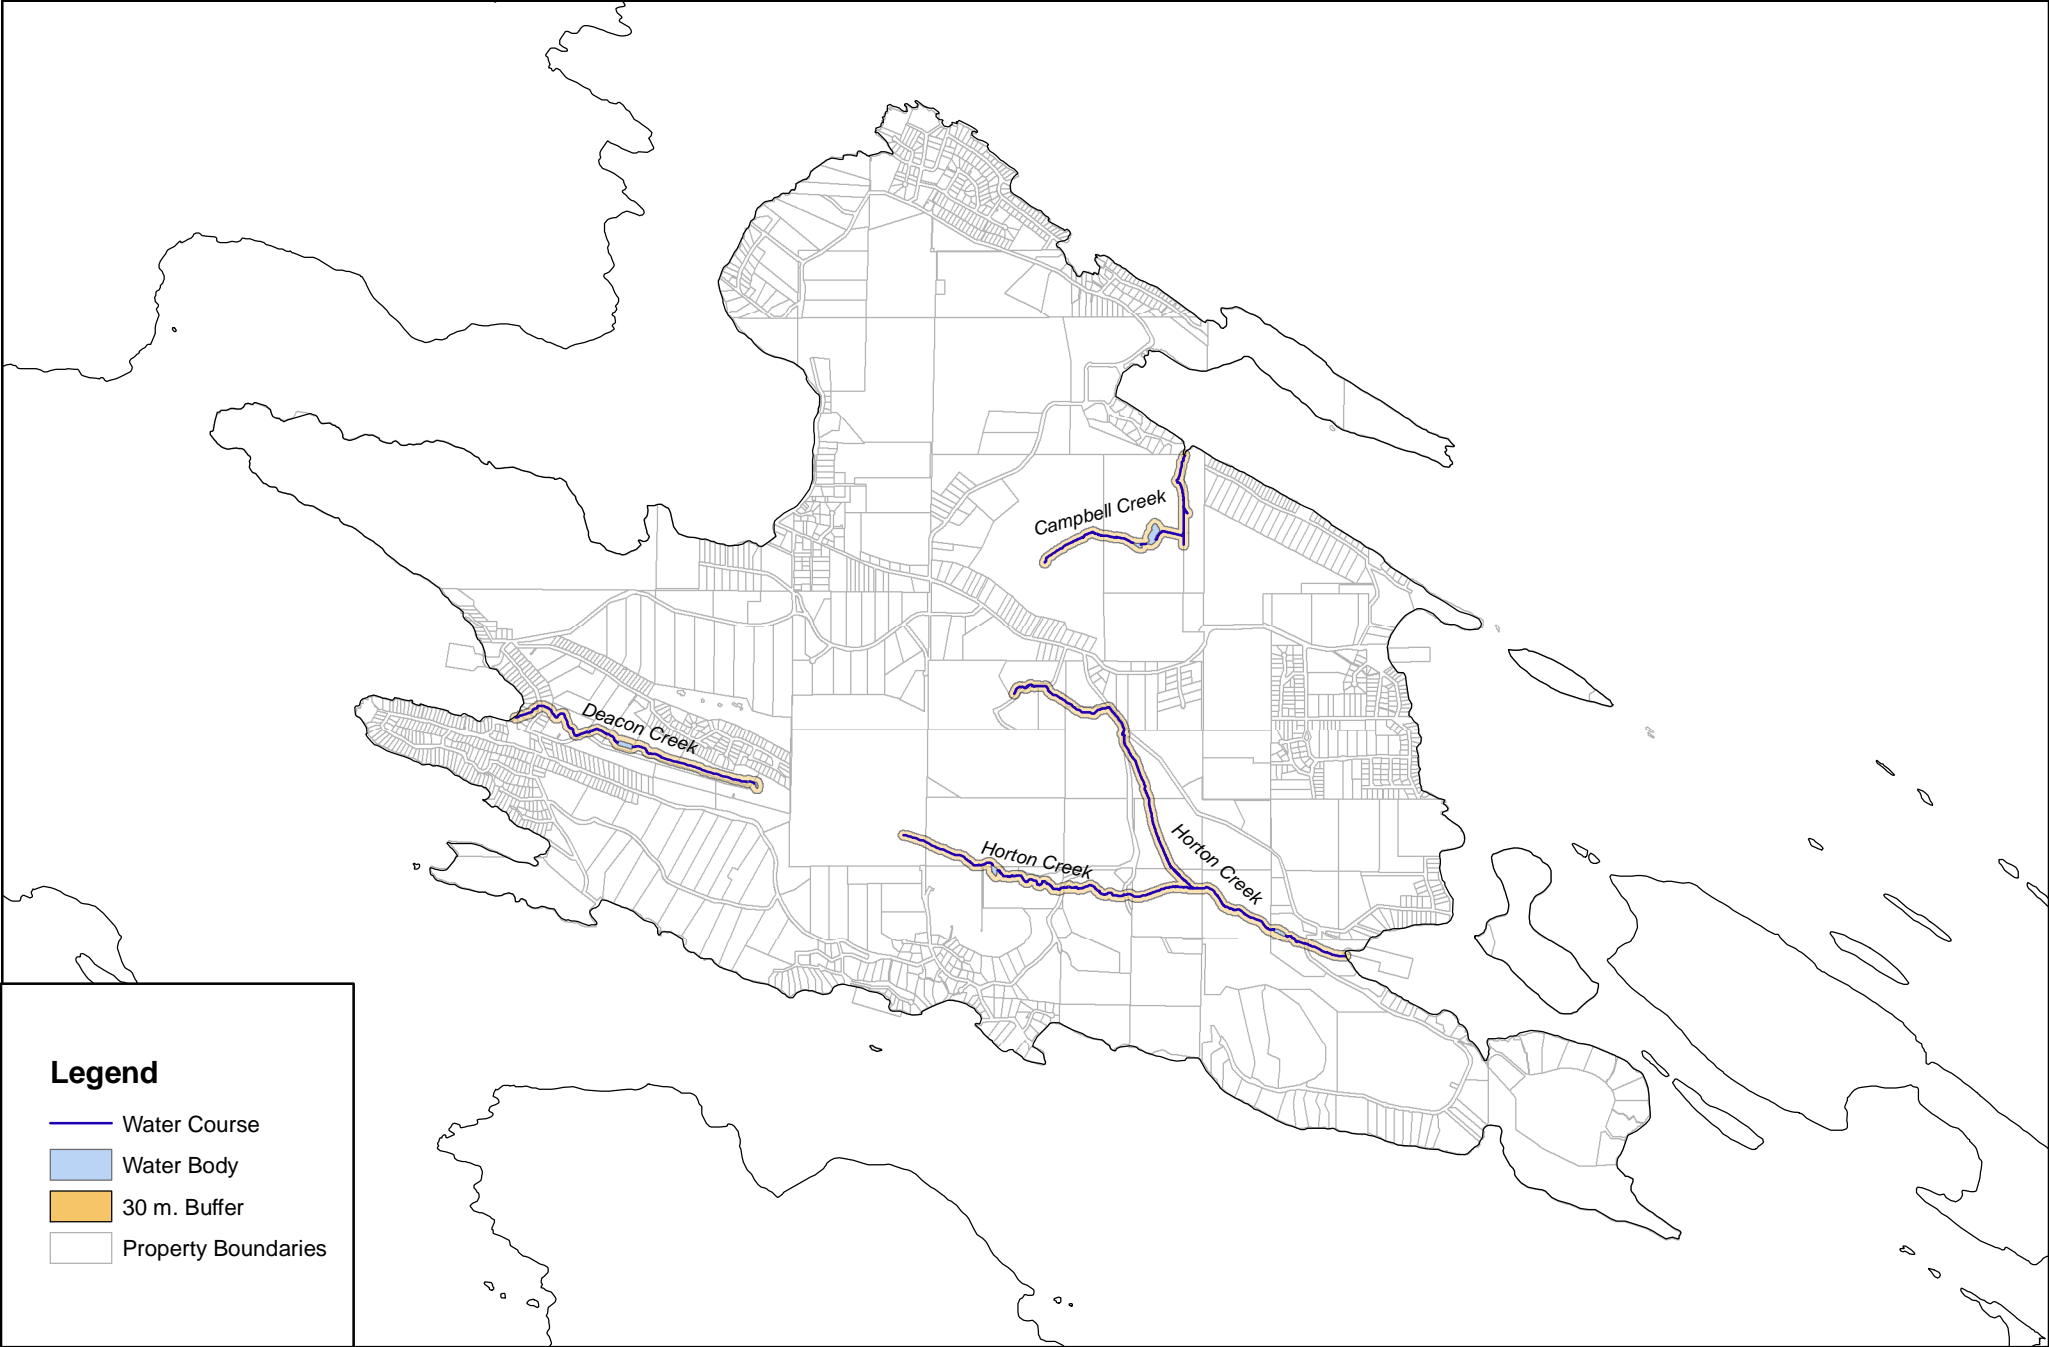 Campbell Creek
Deacon Creek
Horton Creek
Horton Creek
Legend
Water Course
Water Body
30 m. Buffer
Property Boundaries